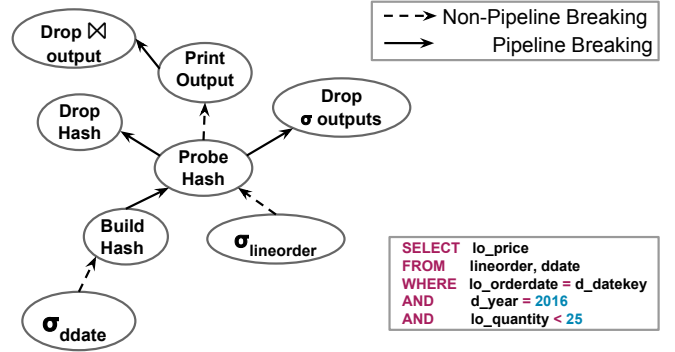 Drop ⋈
output
Print
Output
Non-Pipeline Breaking
Pipeline Breaking
Drop
Hash
Drop
σ outputs
Probe
Hash
Build
Hash
σlineorder
σddate
SELECT lo_price
FROM lineorder, ddate
WHERE lo_orderdate = d_datekey
AND d_year = 2016
AND lo_quantity < 25